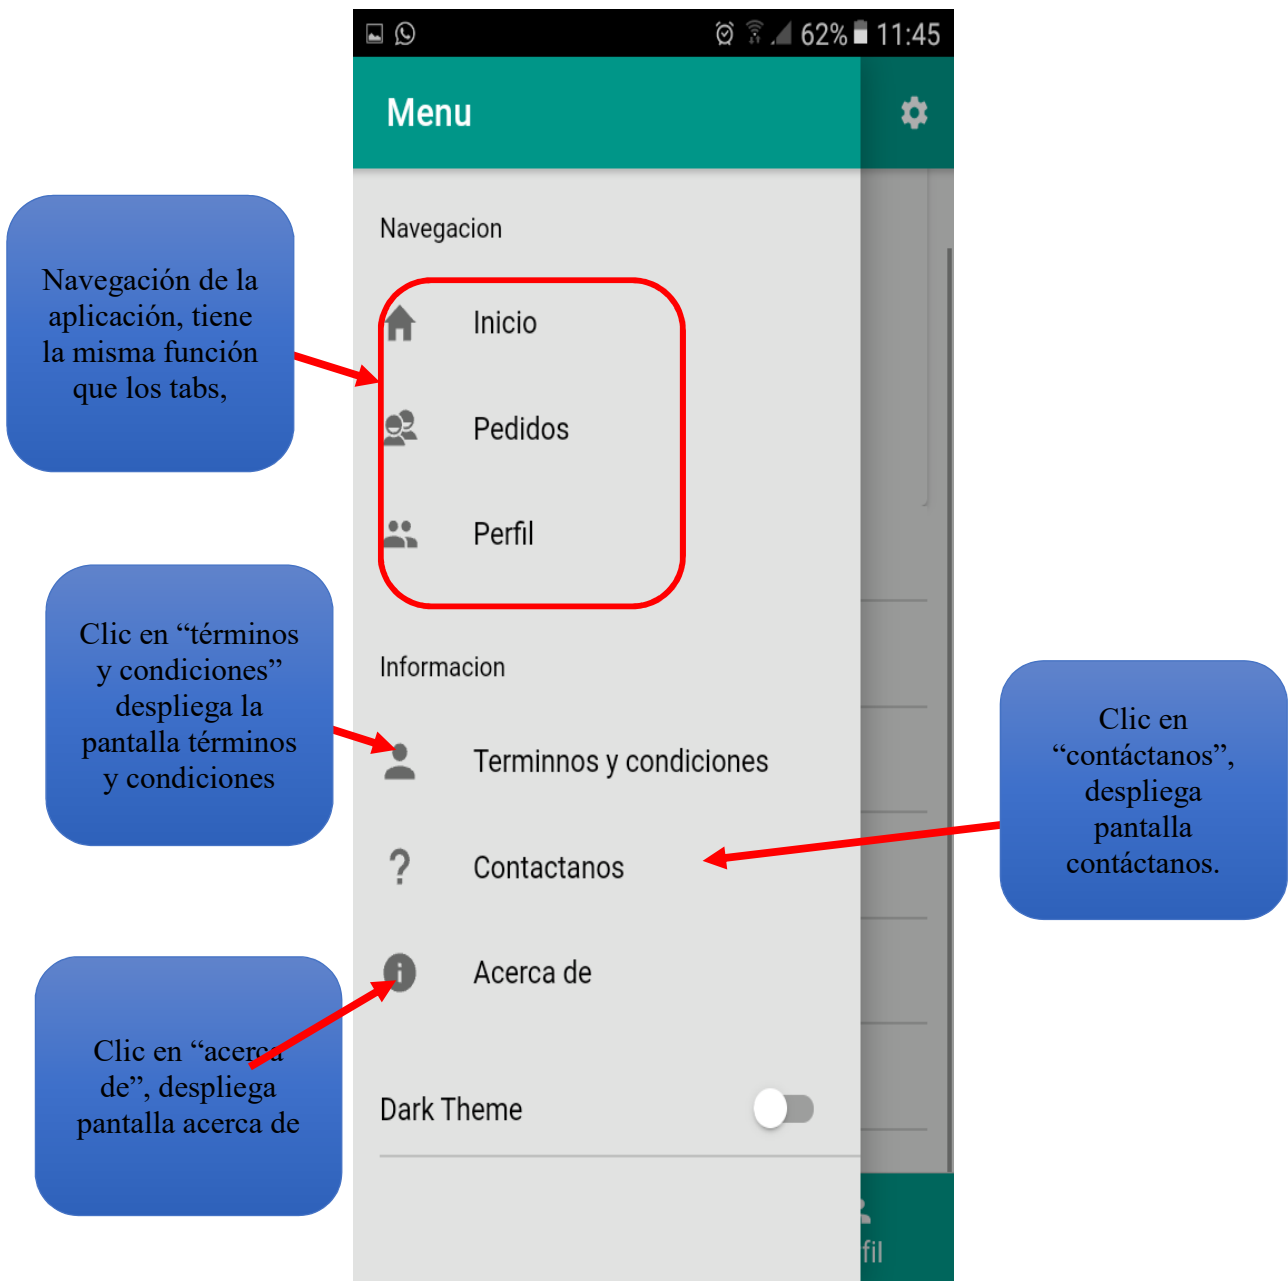 62% 11:45
Menu
Navegacion
Navegación de la
aplicación, tiene
la misma función
que los tabs,
Inicio
Pedidos
Perfil
Clic en “términos
y condiciones”
despliega la
pantalla términos
y condiciones
Informacion
Terminnos y condiciones
Clic en
“contáctanos”,
despliega
pantalla
contáctanos.
Contactanos
Acerca de
Clic en “acerca
de”, despliega
pantalla acerca de
Dark Theme
fil